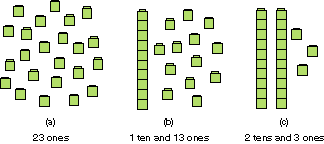 (a) (b) (c)
23 ones 1 ten and 13 ones 2 tens and 3 ones